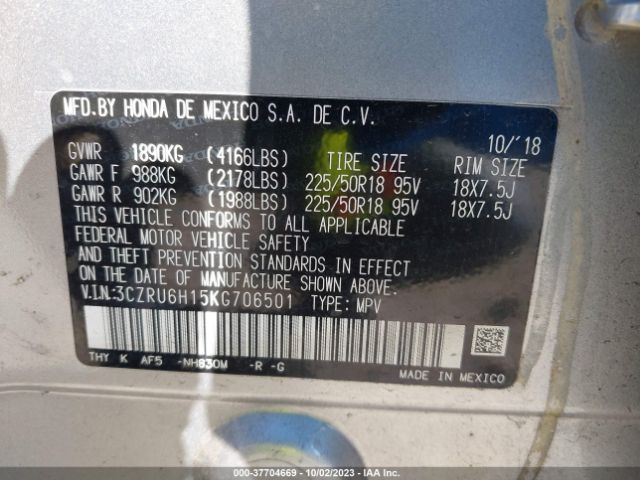 MFD.BY HONDA DE MEXICO S.A. DE C.V.
10/'18
GVWR 1890KG (4166LBS) TIRE SIZE RIM SIZE
GAWR F 988KG (2178LBS) 225/50R18 95V 18X7.5J
GAWR R 902KG (1988LBS) 225/50R18 95V 18X7.5J
THIS VEHICLE CONFORMS TO ALL APPLICABLE
FEDERAL MOTOR VEHICLE SAFETY
AND THEFT PREVENTION STANDARDS IN EFFECT
ON THE DATE OF MANUFACTURE SHOWN ABOVE.
V.I.N:3CZRU6H15KG706501 TYPE: MPV
THY K AF5 -NH830M -R -G
MADE IN MEXICO
000-37704669 | 10/02/2023 | IAA Inc.